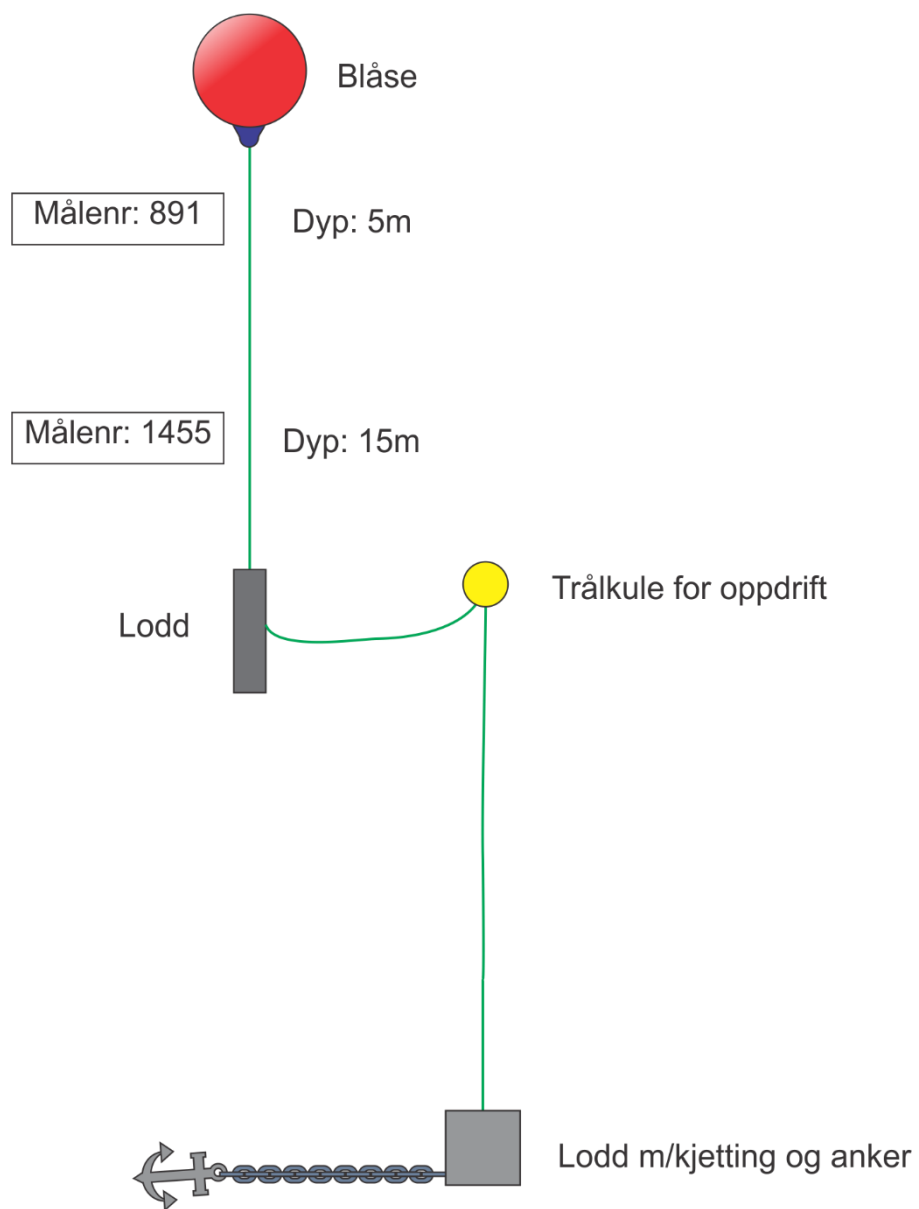 Blåse
Målenr: 891
Dyp: 5m
Målenr: 1455
Dyp: 15m
Trålkule for oppdrift
Lodd
Lodd m/kjetting og anker